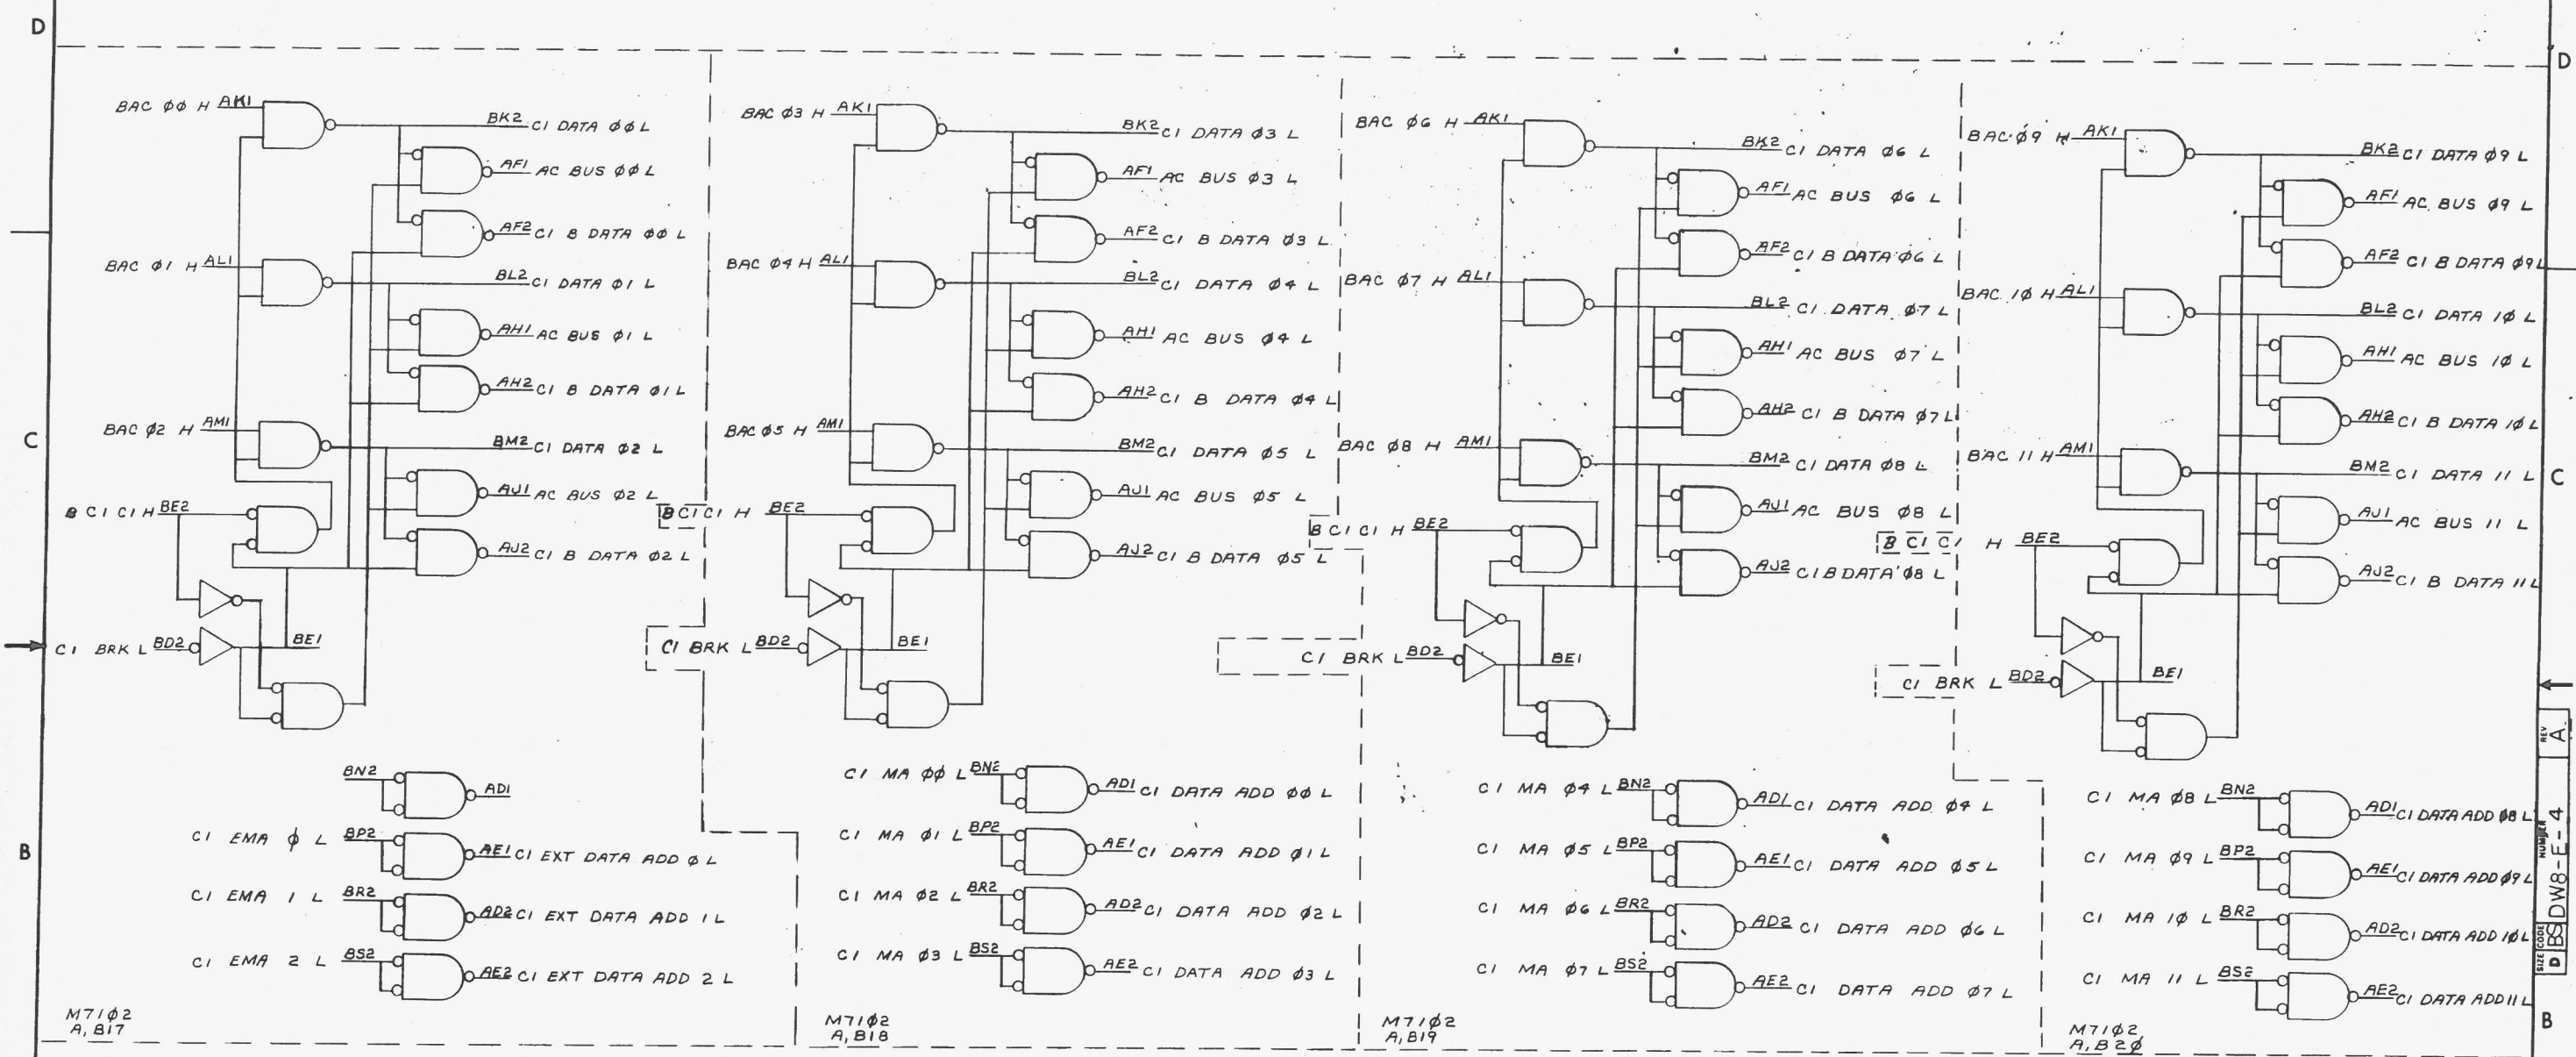 D
D
BAC ØØ H AK1
BK2 C1 DATA ØØ L
AF1 AC BUS ØØ L
AF2 C1 B DATA ØØ L
BAC Ø1 H AL1
BL2 C1 DATA Ø1 L
AH1 AC BUS Ø1 L
AH2 C1 B DATA Ø1 L
BAC Ø2 H AM1
BM2 C1 DATA Ø2 L
AJ1 AC BUS Ø2 L
B C1 C1 H BE2
AJ2 C1 B DATA Ø2 L
C1 BRK L BD2
BE1
BN2
AD1
C1 EMA Ø L BP2
AE1 C1 EXT DATA ADD Ø L
C1 EMA 1 L BR2
AD2 C1 EXT DATA ADD 1 L
C1 EMA 2 L BS2
AE2 C1 EXT DATA ADD 2 L
M71Ø2
A, B17
BAC Ø3 H AK1
BK2 C1 DATA Ø3 L
AF1 AC BUS Ø3 L
AF2 C1 B DATA Ø3 L
BAC Ø4 H AL1
BL2 C1 DATA Ø4 L
AH1 AC BUS Ø4 L
AH2 C1 B DATA Ø4 L
BAC Ø5 H AM1
BM2 C1 DATA Ø5 L
AJ1 AC BUS Ø5 L
B C1 C1 H BE2
AJ2 C1 B DATA Ø5 L
C1 BRK L BD2
BE1
C1 MA ØØ L BN2
AD1 C1 DATA ADD ØØ L
C1 MA Ø1 L BP2
AE1 C1 DATA ADD Ø1 L
C1 MA Ø2 L BR2
AD2 C1 DATA ADD Ø2 L
C1 MA Ø3 L BS2
AE2 C1 DATA ADD Ø3 L
M71Ø2
A, B18
BAC Ø6 H AK1
BK2 C1 DATA Ø6 L
AF1 AC BUS Ø6 L
AF2 C1 B DATA Ø6 L
BAC Ø7 H AL1
BL2 C1 DATA Ø7 L
AH1 AC BUS Ø7 L
AH2 C1 B DATA Ø7 L
BAC Ø8 H AM1
BM2 C1 DATA Ø8 L
AJ1 AC BUS Ø8 L
B C1 C1 H BE2
AJ2 C1 B DATA Ø8 L
C1 BRK L BD2
BE1
C1 MA Ø4 L BN2
AD1 C1 DATA ADD Ø4 L
C1 MA Ø5 L BP2
AE1 C1 DATA ADD Ø5 L
C1 MA Ø6 L BR2
AD2 C1 DATA ADD Ø6 L
C1 MA Ø7 L BS2
AE2 C1 DATA ADD Ø7 L
M71Ø2
A, B19
BAC Ø9 H AK1
BK2 C1 DATA Ø9 L
AF1 AC BUS Ø9 L
AF2 C1 B DATA Ø9 L
BAC 1Ø H AL1
BL2 C1 DATA 1Ø L
AH1 AC BUS 1Ø L
AH2 C1 B DATA 1Ø L
BAC 11 H AM1
BM2 C1 DATA 11 L
AJ1 AC BUS 11 L
B C1 C1 H BE2
AJ2 C1 B DATA 11 L
C1 BRK L BD2
BE1
C1 MA Ø8 L BN2
AD1 C1 DATA ADD Ø8 L
C1 MA Ø9 L BP2
AE1 C1 DATA ADD Ø9 L
C1 MA 1Ø L BR2
AD2 C1 DATA ADD 1Ø L
C1 MA 11 L BS2
AE2 C1 DATA ADD 11 L
M71Ø2
A, B2Ø
C
C
B
B
SIZE CODE NUMBER REV
D BS DW8-E-4 A